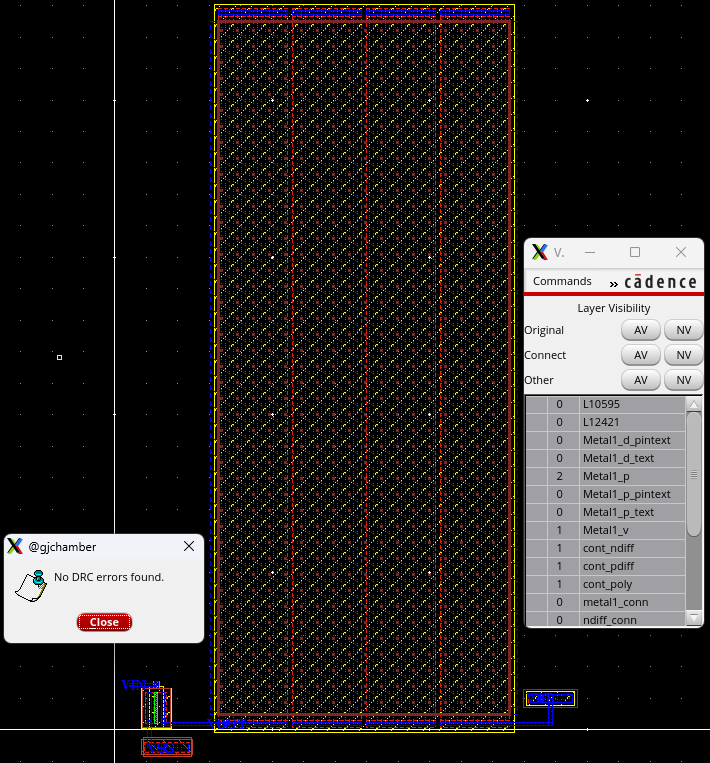 V.
Commands
»
cādence
Layer Visibility
Original AV NV
Connect AV NV
Other AV NV
0 L10595
0 L12421
0 Metal1_d_pintext
0 Metal1_d_text
2 Metal1_p
0 Metal1_p_pintext
0 Metal1_p_text
1 Metal1_v
1 cont_ndiff
1 cont_pdiff
1 cont_poly
0 metal1_conn
0 ndiff_conn
@gjchamber
No DRC errors found.
Close